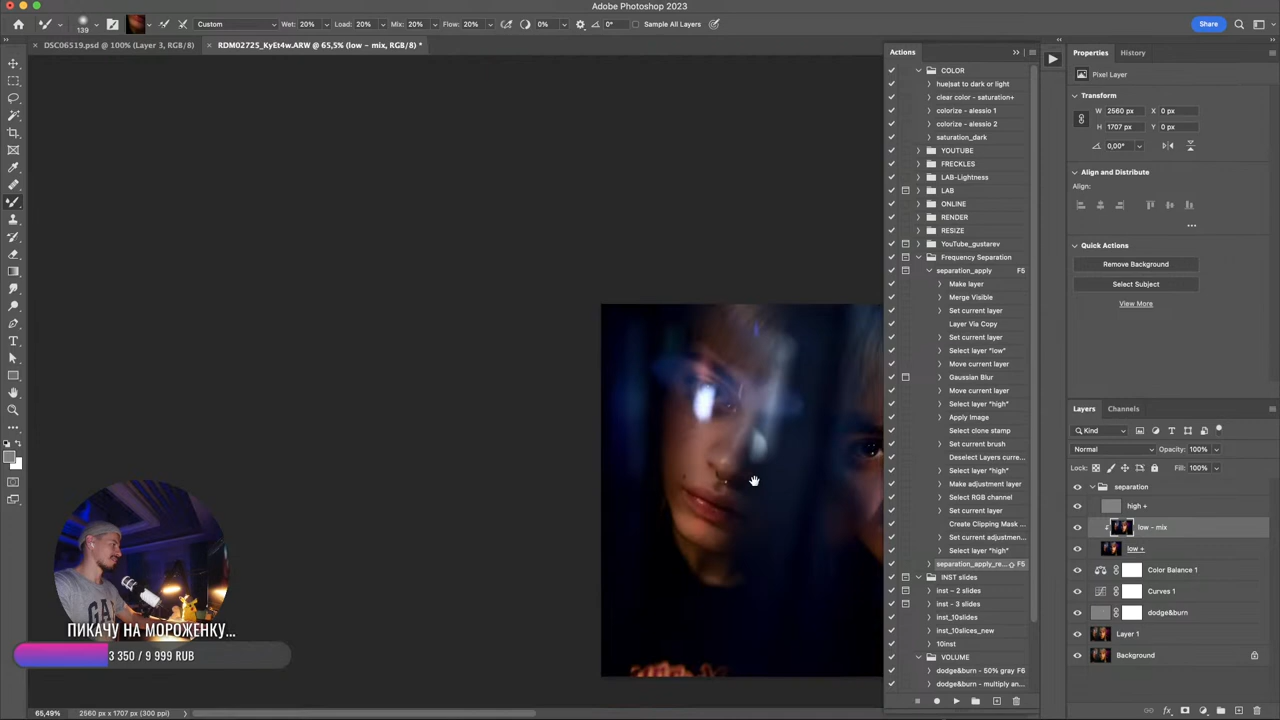 Adobe Photoshop 2023
139
Custom
Wet: 20%
Load: 20%
Mix: 20%
Flow: 20%
0%
0°
Sample All Layers
Share
DSC06519.psd @ 100% (Layer 3, RGB/8)
RDM02725_KyEt4w.ARW @ 65,5% (low – mix, RGB/8) *
Actions
COLOR
hue|sat to dark or light
clear color - saturation+
colorize - alessio 1
colorize - alessio 2
saturation_dark
YOUTUBE
FRECKLES
LAB-Lightness
LAB
ONLINE
RENDER
RESIZE
YouTube_gustarev
Frequency Separation
separation_apply F5
Make layer
Merge Visible
Set current layer
Layer Via Copy
Set current layer
Select layer "low"
Move current layer
Gaussian Blur
Move current layer
Select layer "high"
Apply Image
Select clone stamp
Set current brush
Deselect Layers curre...
Select layer "high"
Make adjustment layer
Select RGB channel
Set current layer
Create Clipping Mask ...
Set current adjustmen...
Select layer "high"
separation_apply_re... F5
INST slides
inst – 2 slides
inst – 3 slides
inst_10slides
inst_10slices_new
10inst
VOLUME
dodge&burn - 50% gray F6
dodge&burn - multiply an...
Properties
History
Pixel Layer
Transform
W 2560 px X 0 px
H 1707 px Y 0 px
0,00°
Align and Distribute
Align:
Quick Actions
Remove Background
Select Subject
View More
Layers
Channels
Kind
Normal
Opacity: 100%
Lock:
Fill: 100%
separation
high +
low – mix
low +
Color Balance 1
Curves 1
dodge&burn
Layer 1
Background
ПИКАЧУ НА МОРОЖЕНКУ...
3 350 / 9 999 RUB
65,49%
2560 px x 1707 px (300 ppi)